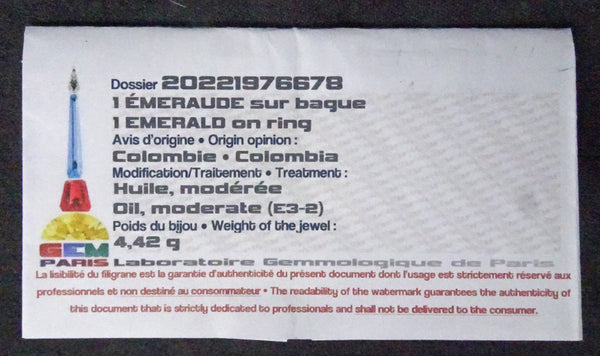 Dossier 20221976678
1 ÉMERAUDE sur bague
1 EMERALD on ring
Avis d'origine • Origin opinion :
Colombie • Colombia
Modification/Traitement • Treatment :
Huile, modérée
Oil, moderate (E3-2)
Poids du bijou • Weight of the jewel :
4,42 g
GEM
PARIS Laboratoire Gemmologique de Paris
La lisibilité du filigrane est la garantie d'authenticité du présent document dont l'usage est strictement réservé aux
professionnels et non destiné au consommateur • The readability of the watermark guarantees the authenticity of
this document that is strictly dedicated to professionals and shall not be delivered to the consumer.